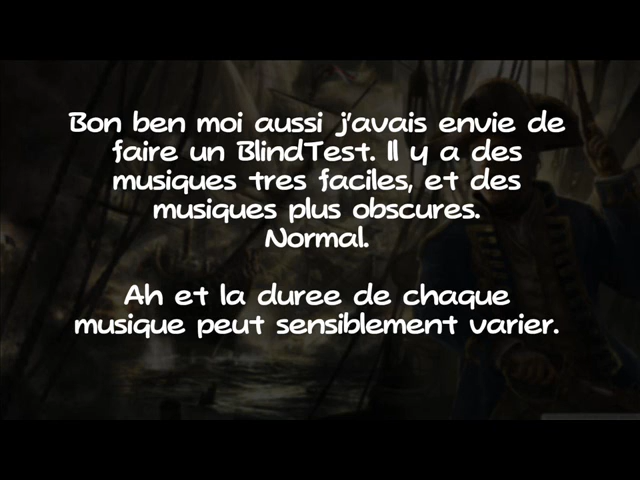 Bon ben moi aussi j'avais envie de
faire un BlindTest. Il y a des
musiques tres faciles, et des
musiques plus obscures.
Normal.
Ah et la duree de chaque
musique peut sensiblement varier.